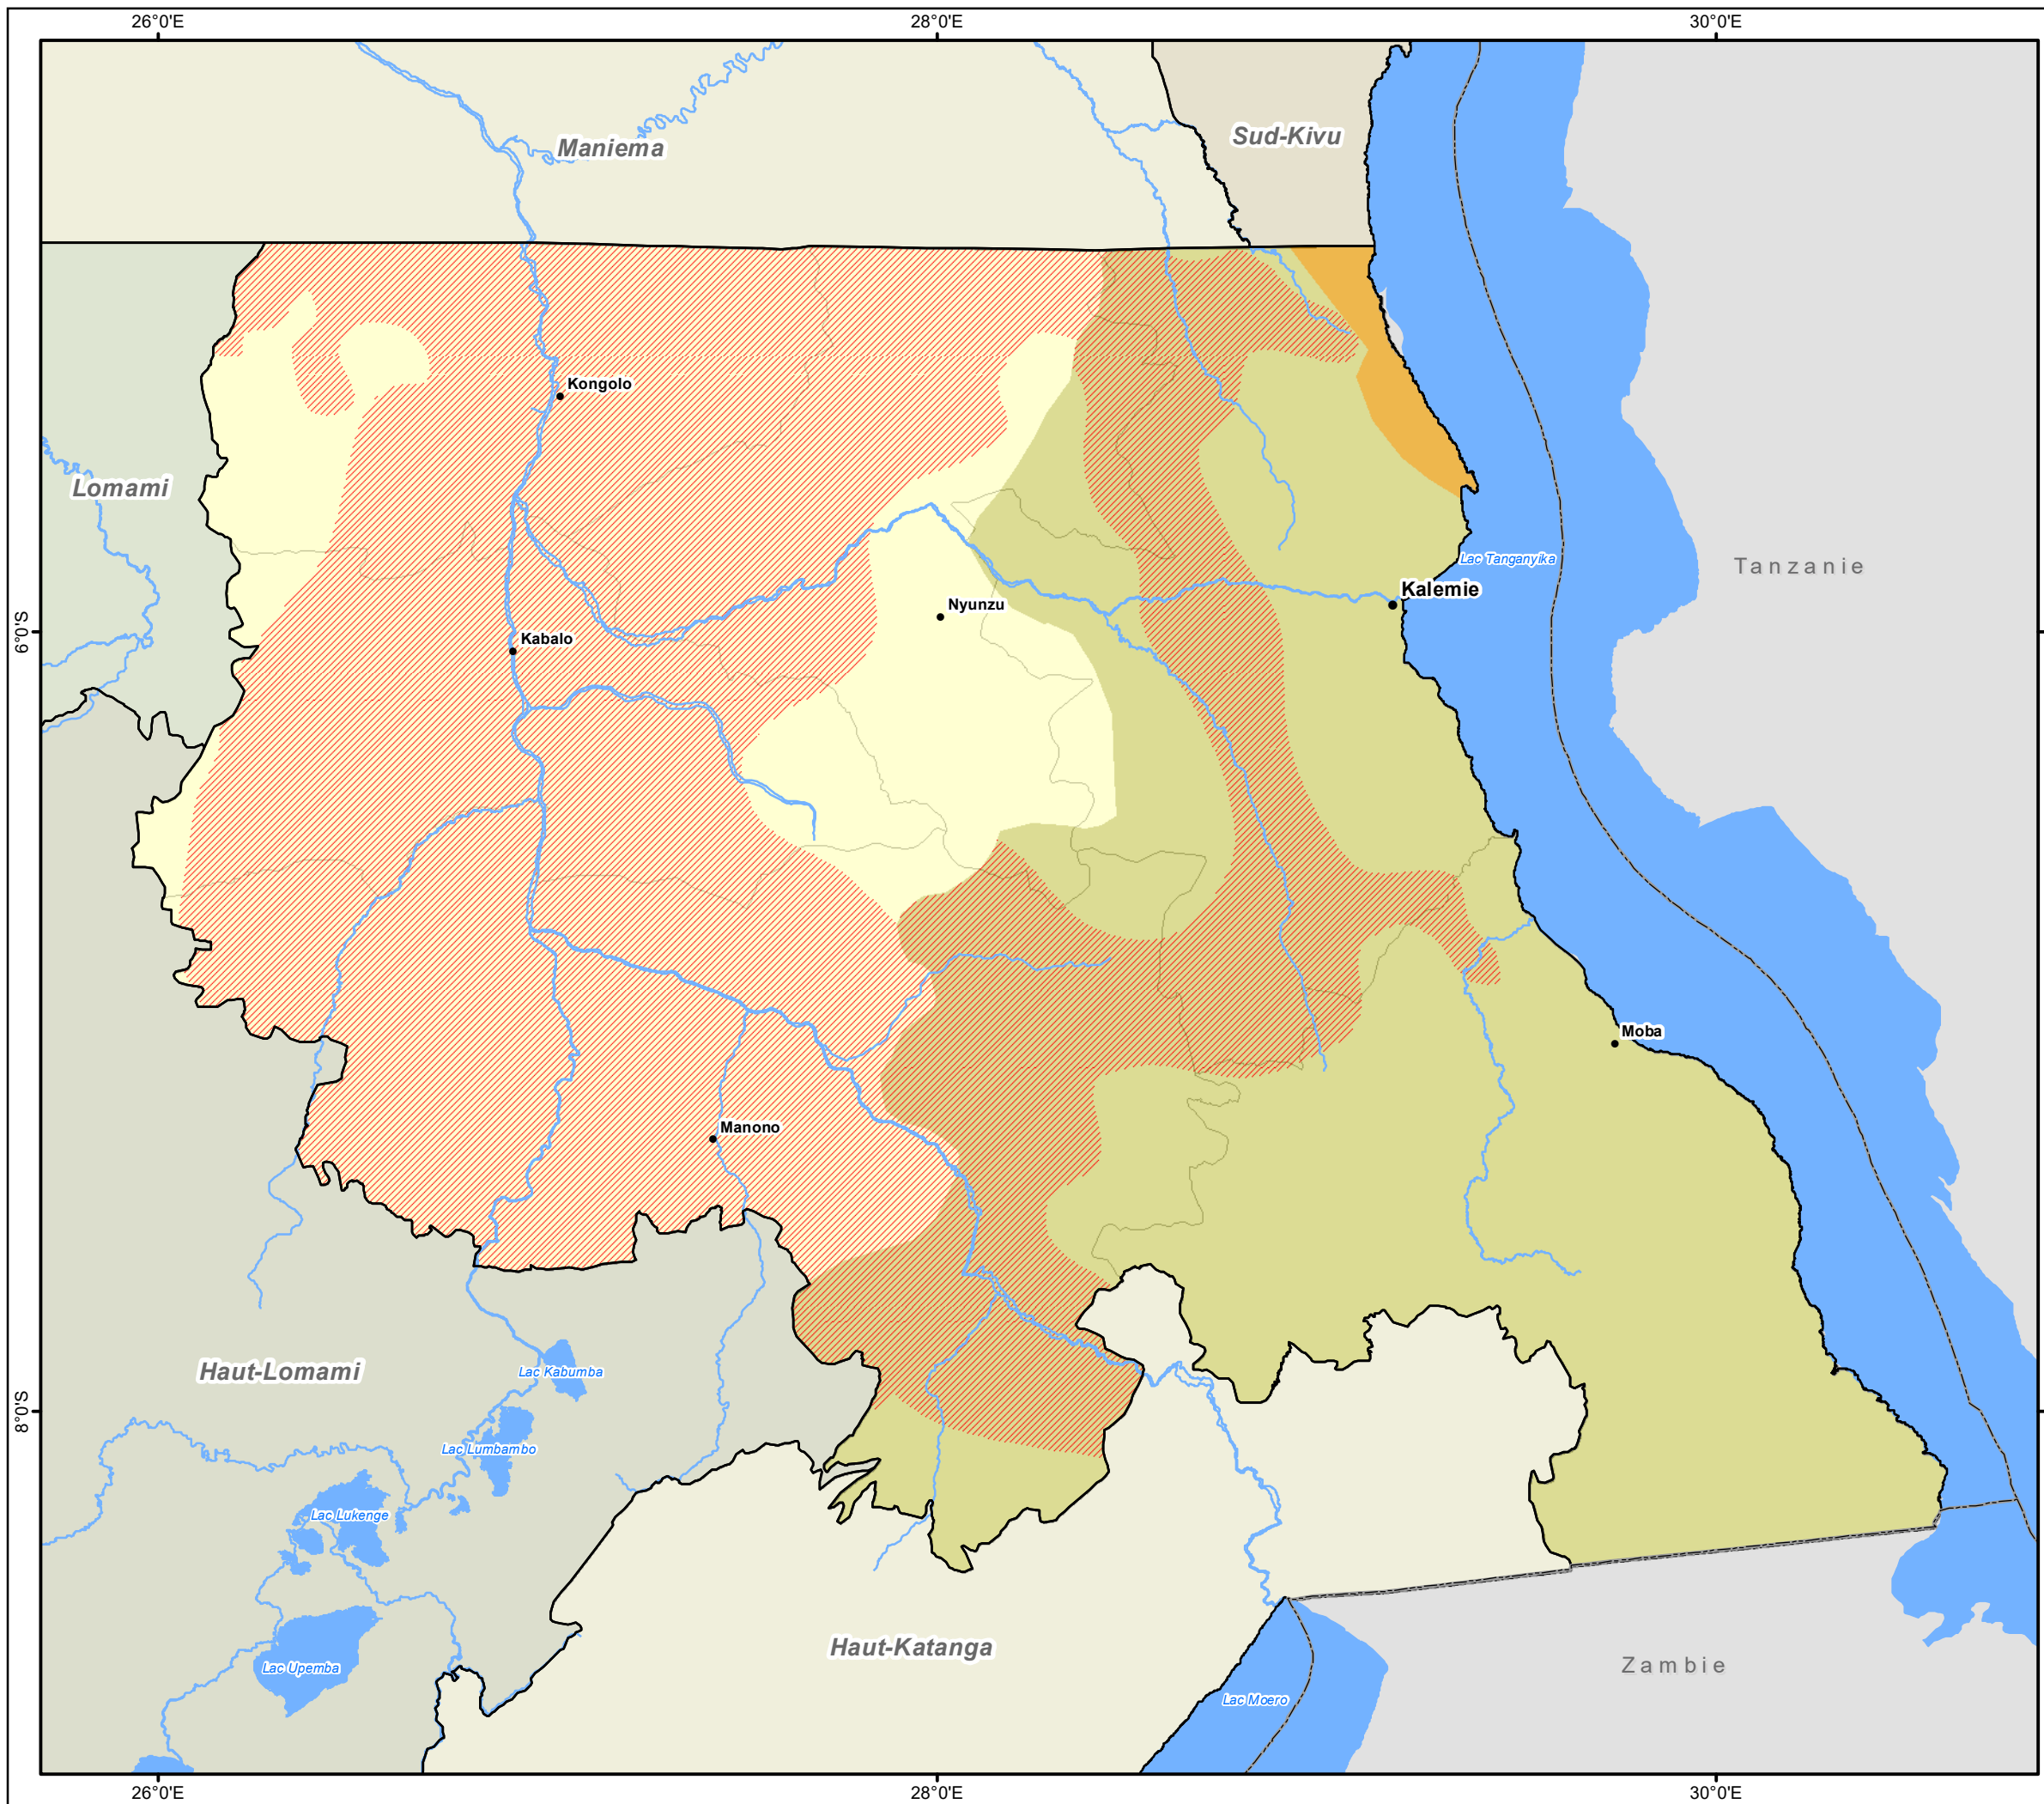 26°0'E
28°0'E
30°0'E
Maniema
Sud-Kivu
Kongolo
Lomami
Lac Tanganyika
Tanzanie
Kalemie
Nyunzu
6°0'S
Kabalo
Moba
Manono
Haut-Lomami
Lac Kabumba
8°0'S
Lac Lumbambo
Lac Lukenge
Haut-Katanga
Lac Upemba
Zambie
Lac Moero
26°0'E
28°0'E
30°0'E